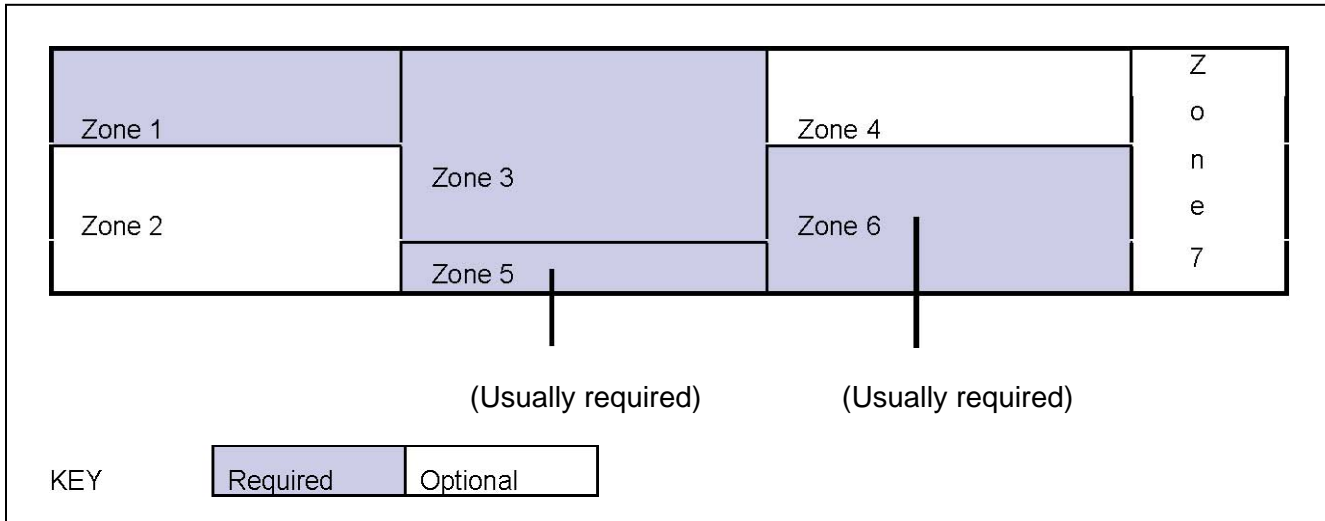 Zone 1
Zone 2
Zone 3
Zone 5
Zone 4
Zone 6
Zone 7
(Usually required)
(Usually required)
KEY
Required
Optional